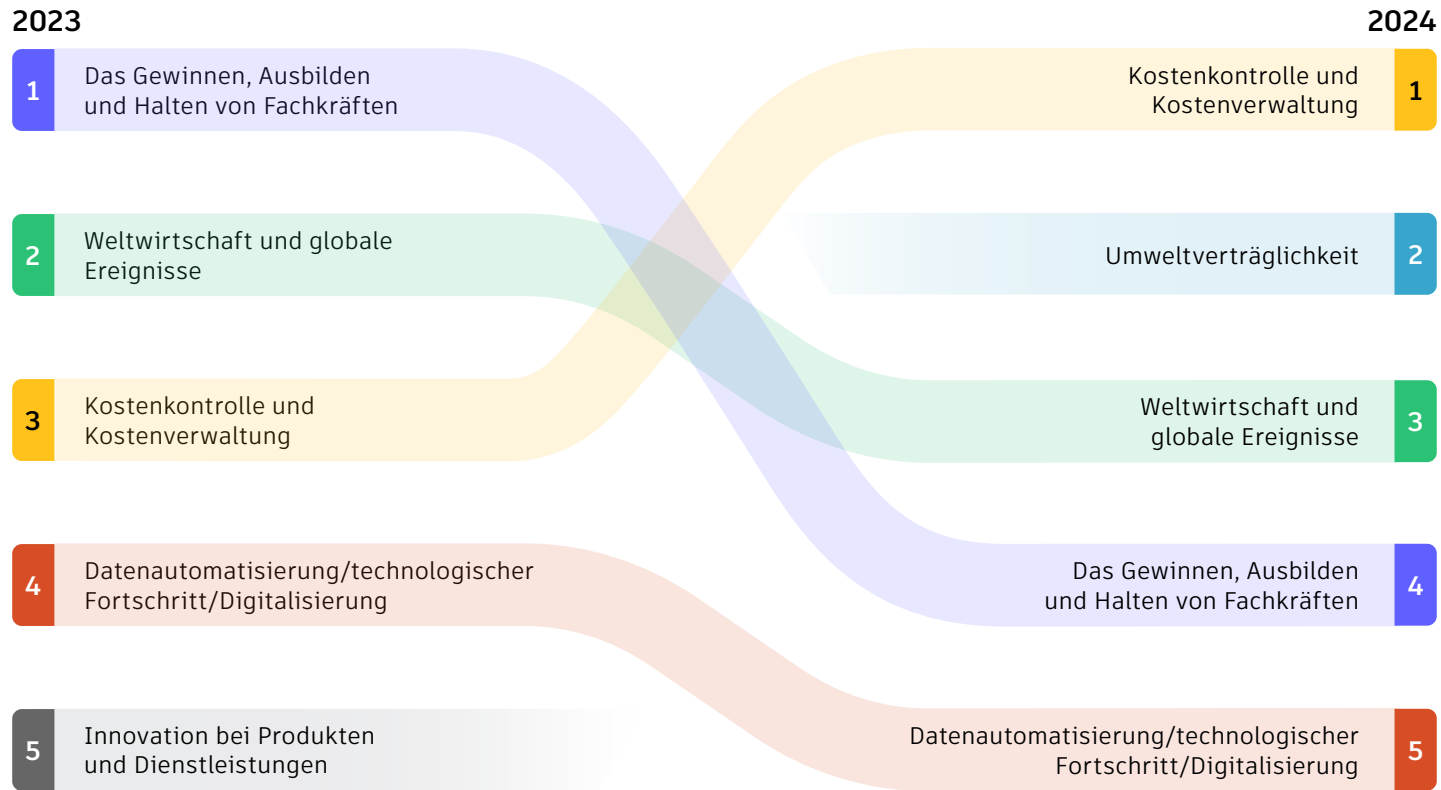 2023
2024
1
Das Gewinnen, Ausbilden
und Halten von Fachkräften
Kostenkontrolle und
Kostenverwaltung
1
2
Weltwirtschaft und globale
Ereignisse
Umweltverträglichkeit
2
3
Kostenkontrolle und
Kostenverwaltung
Weltwirtschaft und
globale Ereignisse
3
4
Datenautomatisierung/technologischer
Fortschritt/Digitalisierung
Das Gewinnen, Ausbilden
und Halten von Fachkräften
4
5
Innovation bei Produkten
und Dienstleistungen
Datenautomatisierung/technologischer
Fortschritt/Digitalisierung
5